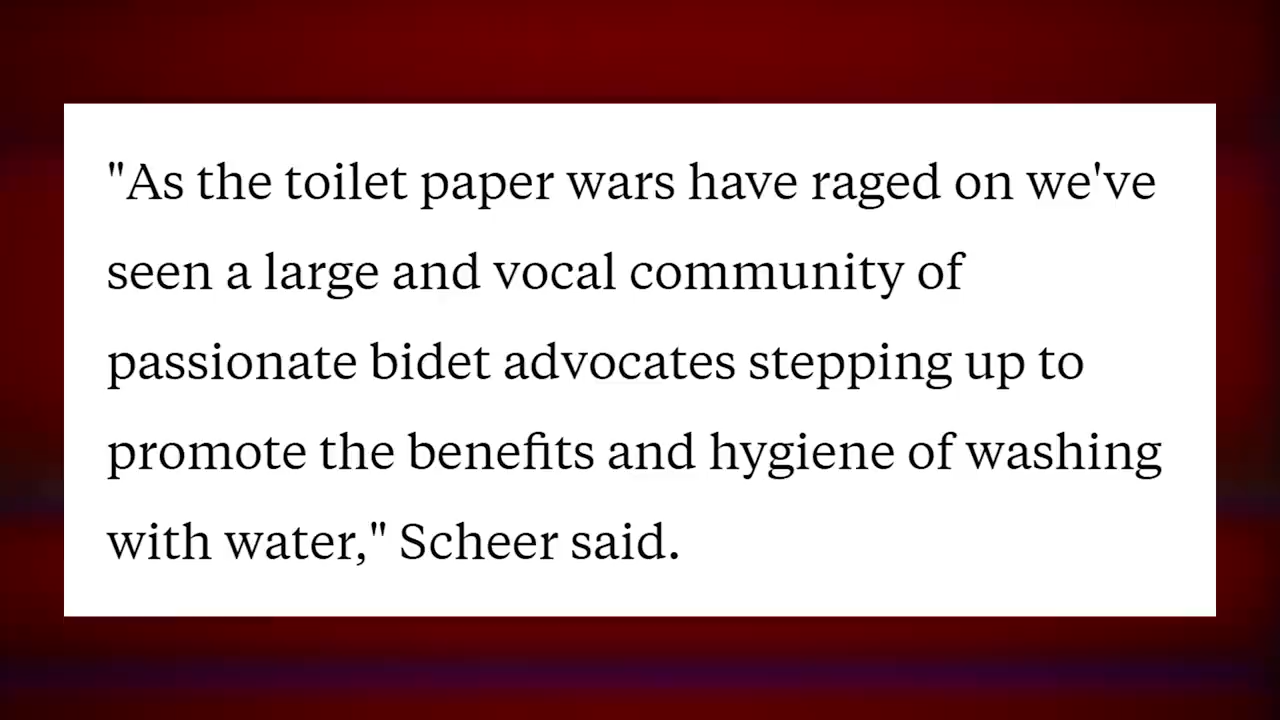 "As the toilet paper wars have raged on we've
seen a large and vocal community of
passionate bidet advocates stepping up to
promote the benefits and hygiene of washing
with water," Scheer said.